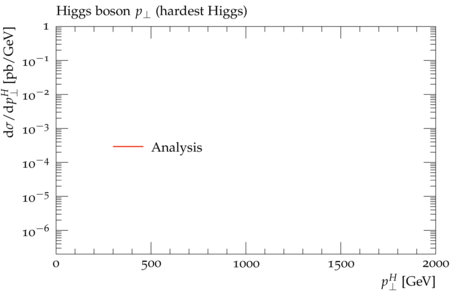 Higgs boson p⊥ (hardest Higgs)
dσ/dp⊥ᴴ [pb/GeV]
1
10⁻¹
10⁻²
10⁻³
10⁻⁴
10⁻⁵
10⁻⁶
Analysis
0 500 1000 1500 2000
p⊥ᴴ [GeV]